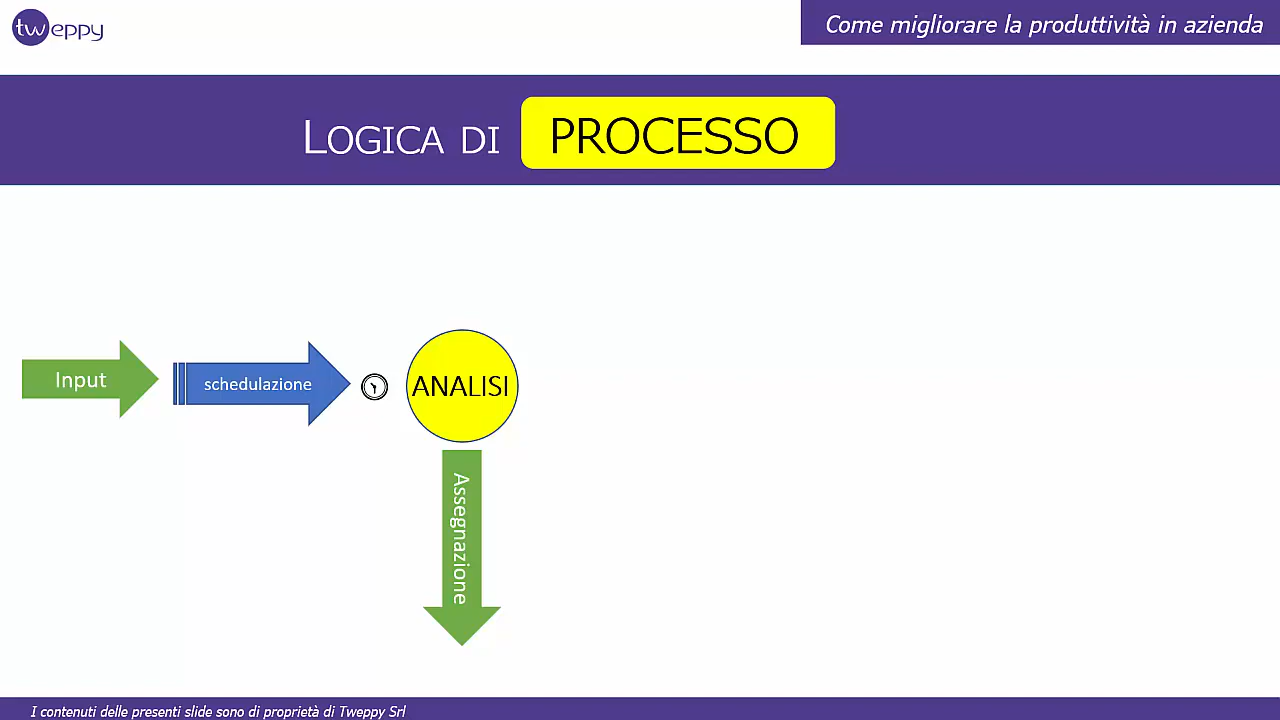 tweppy
Come migliorare la produttività in azienda
LOGICA DI PROCESSO
Input
schedulazione
ANALISI
Assegnazione
I contenuti delle presenti slide sono di proprietà di Tweppy Srl